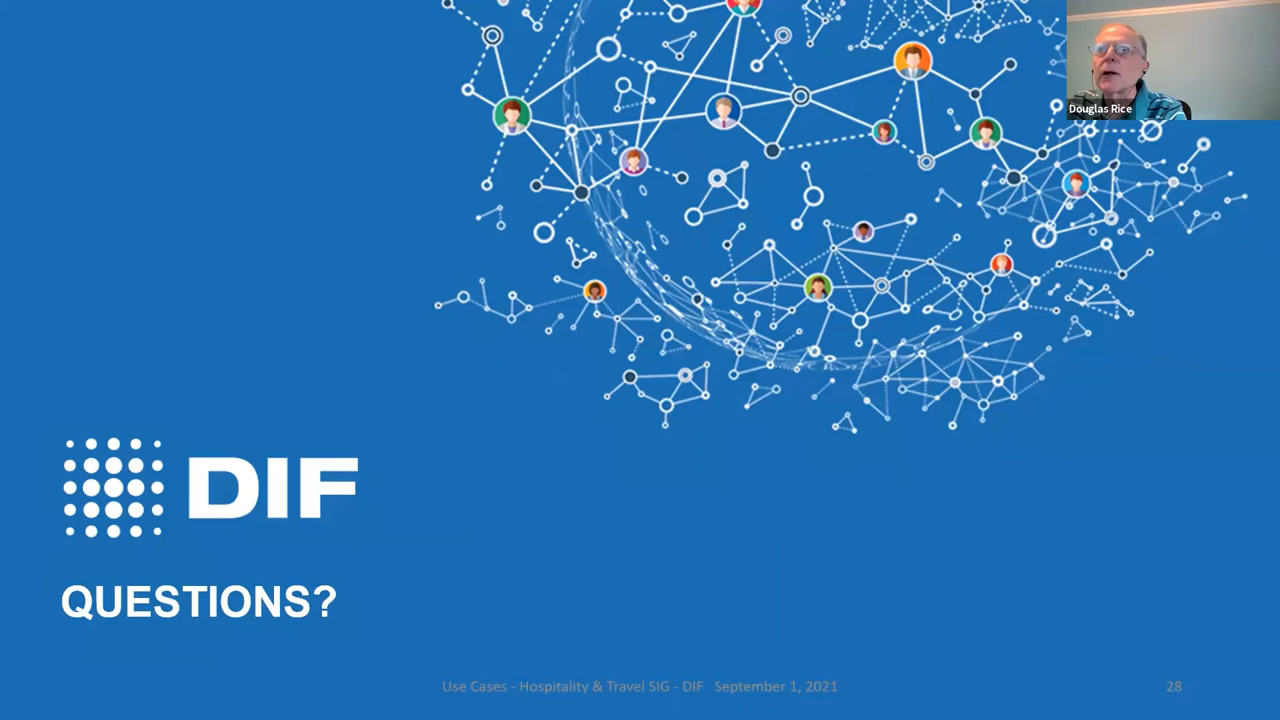 Douglas Rice
DIF
QUESTIONS?
Use Cases - Hospitality & Travel SIG - DIF   September 1, 2021
28